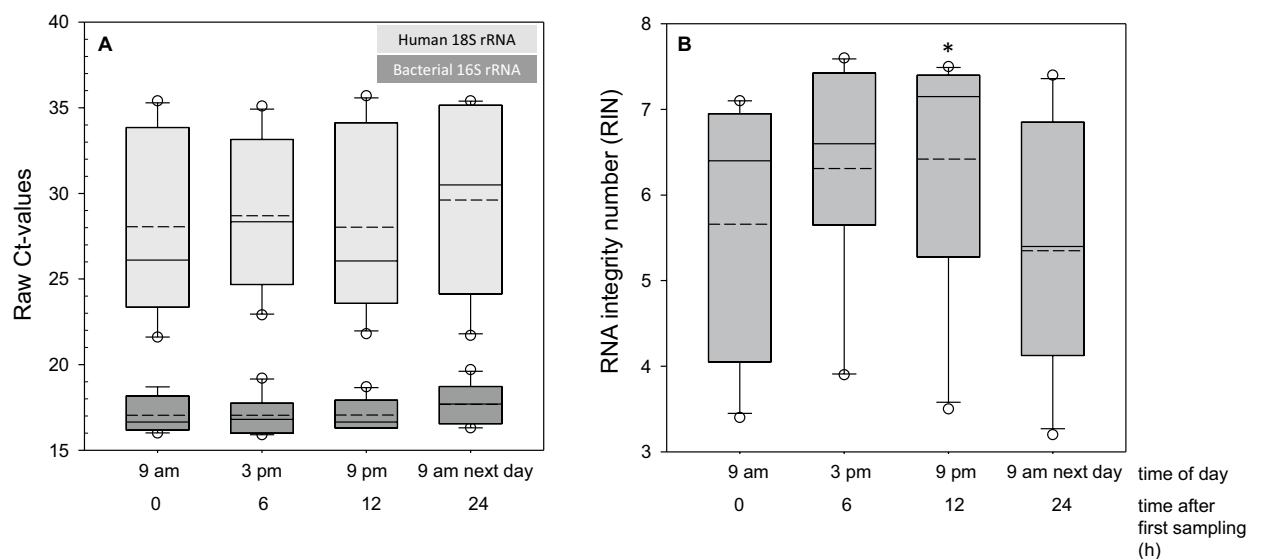 A
Human 18S rRNA
Bacterial 16S rRNA
Raw Ct-values
40
35
30
25
20
15
9 am 3 pm 9 pm 9 am next day
0 6 12 24
B
*
RNA integrity number (RIN)
8
7
6
5
4
3
9 am 3 pm 9 pm 9 am next day time of day
0 6 12 24 time after
first sampling
(h)